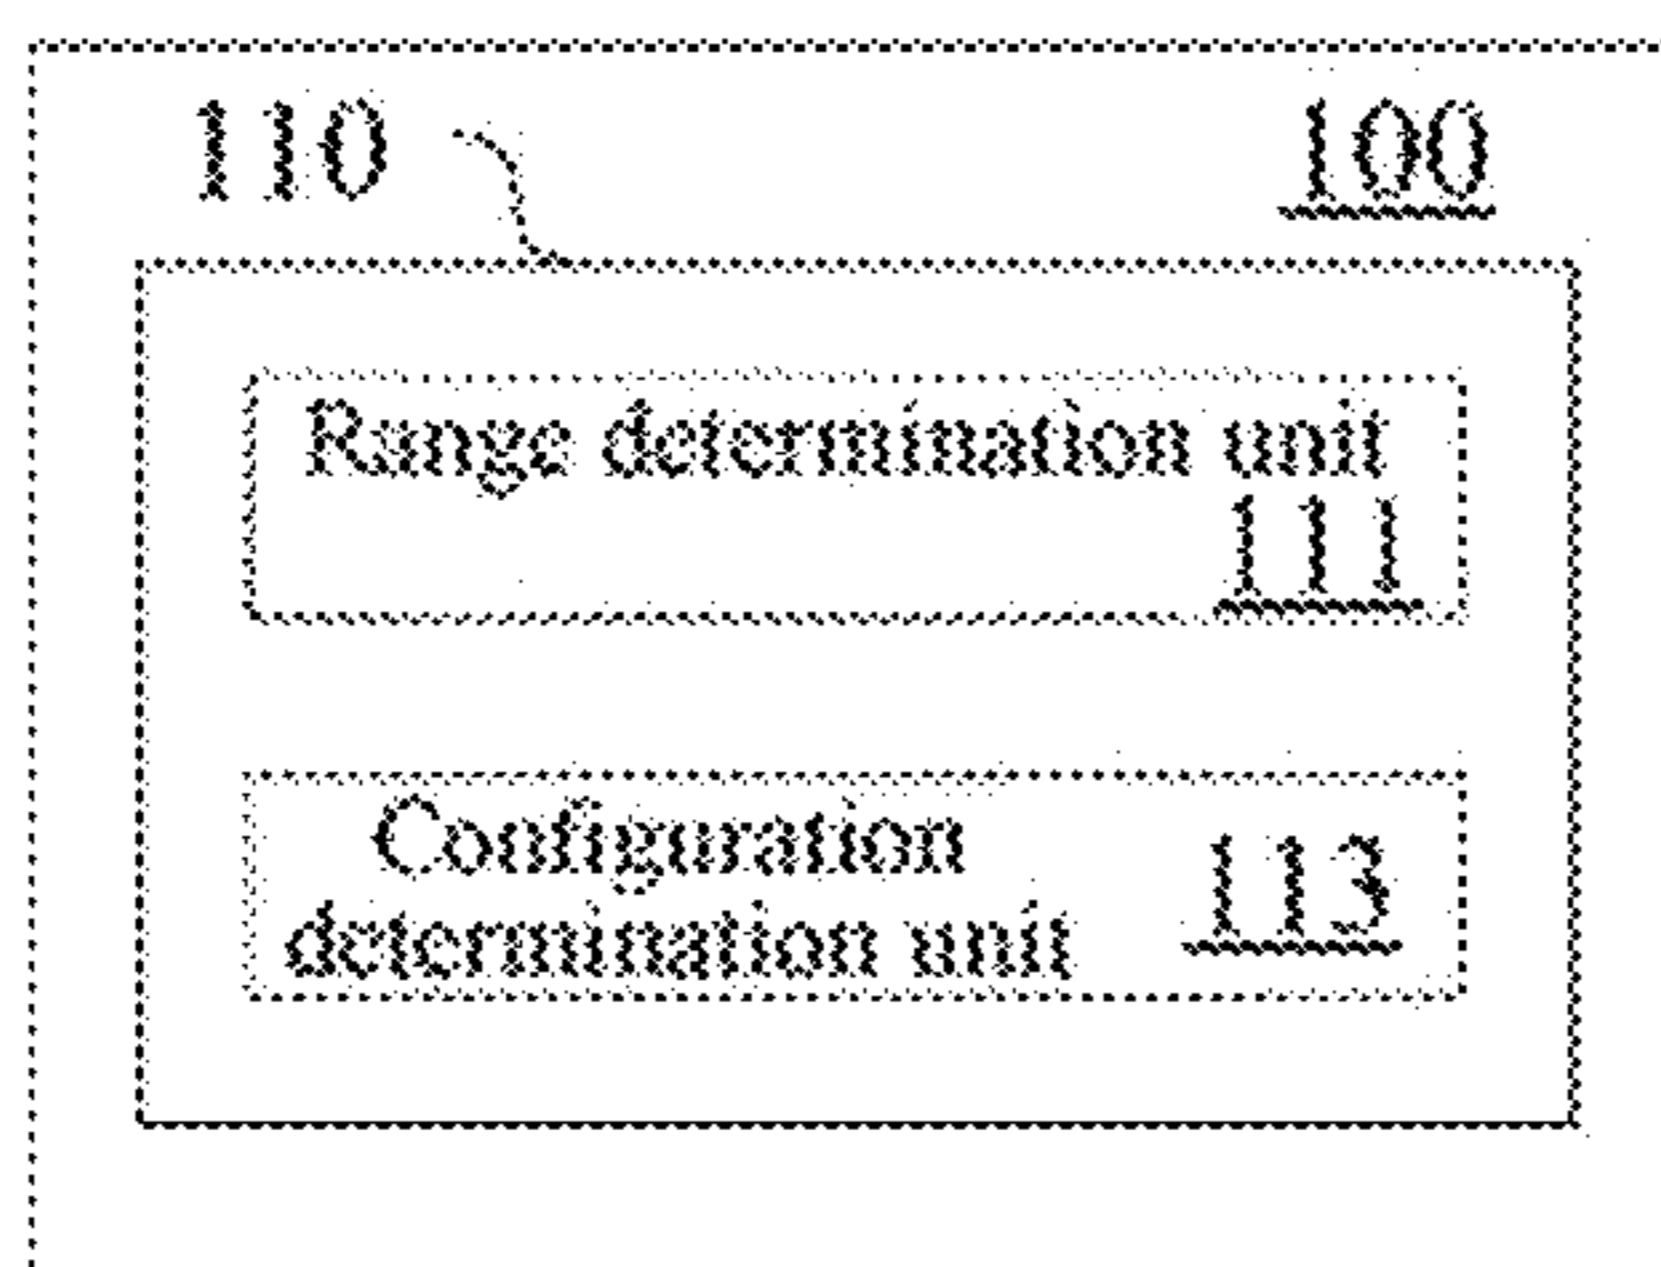 110 100
Range determination unit
111
Configuration
determination unit
113